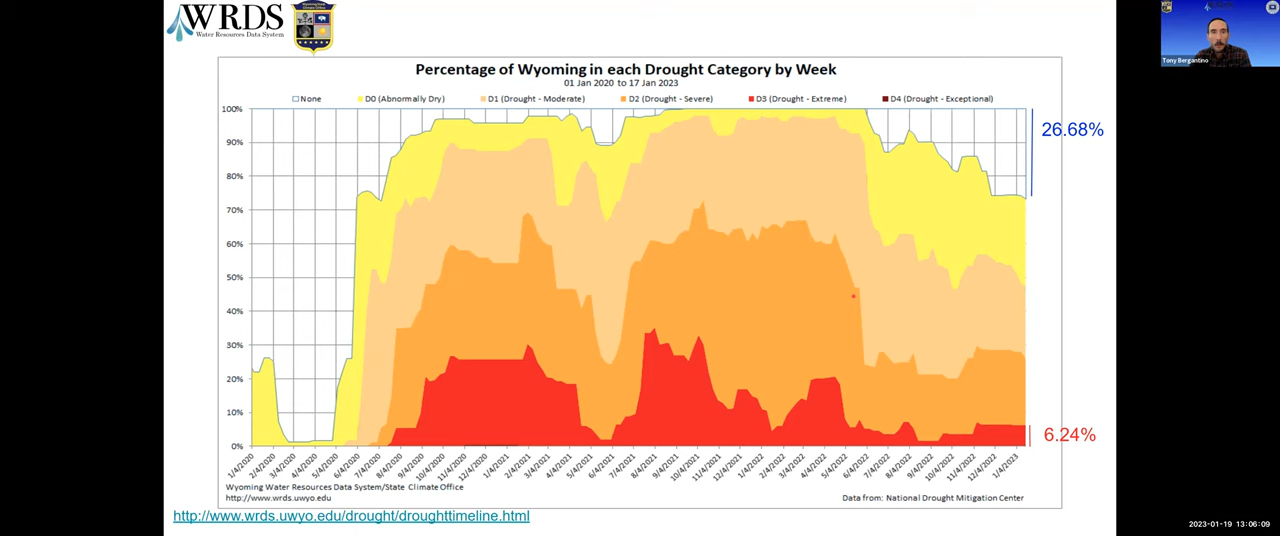 WRDS
Water Resources Data System
Percentage of Wyoming in each Drought Category by Week
01 Jan 2020 to 17 Jan 2023
None D0 (Abnormally Dry) D1 (Drought - Moderate) D2 (Drought - Severe) D3 (Drought - Extreme) D4 (Drought - Exceptional)
100%
90%
80%
70%
60%
50%
40%
30%
20%
10%
0%
26.68%
6.24%
1/4/2020 2/4/2020 3/4/2020 4/4/2020 5/4/2020 6/4/2020 7/4/2020 8/4/2020 9/4/2020 10/4/2020 11/4/2020 12/4/2020 1/4/2021 2/4/2021 3/4/2021 4/4/2021 5/4/2021 6/4/2021 7/4/2021 8/4/2021 9/4/2021 10/4/2021 11/4/2021 12/4/2021 1/4/2022 2/4/2022 3/4/2022 4/4/2022 5/4/2022 6/4/2022 7/4/2022 8/4/2022 9/4/2022 10/4/2022 11/4/2022 12/4/2022 1/4/2023
Wyoming Water Resources Data System/State Climate Office
http://www.wrds.uwyo.edu
Data from: National Drought Mitigation Center
http://www.wrds.uwyo.edu/drought/droughttimeline.html
Tony Bergantino
2023-01-19 13:06:09